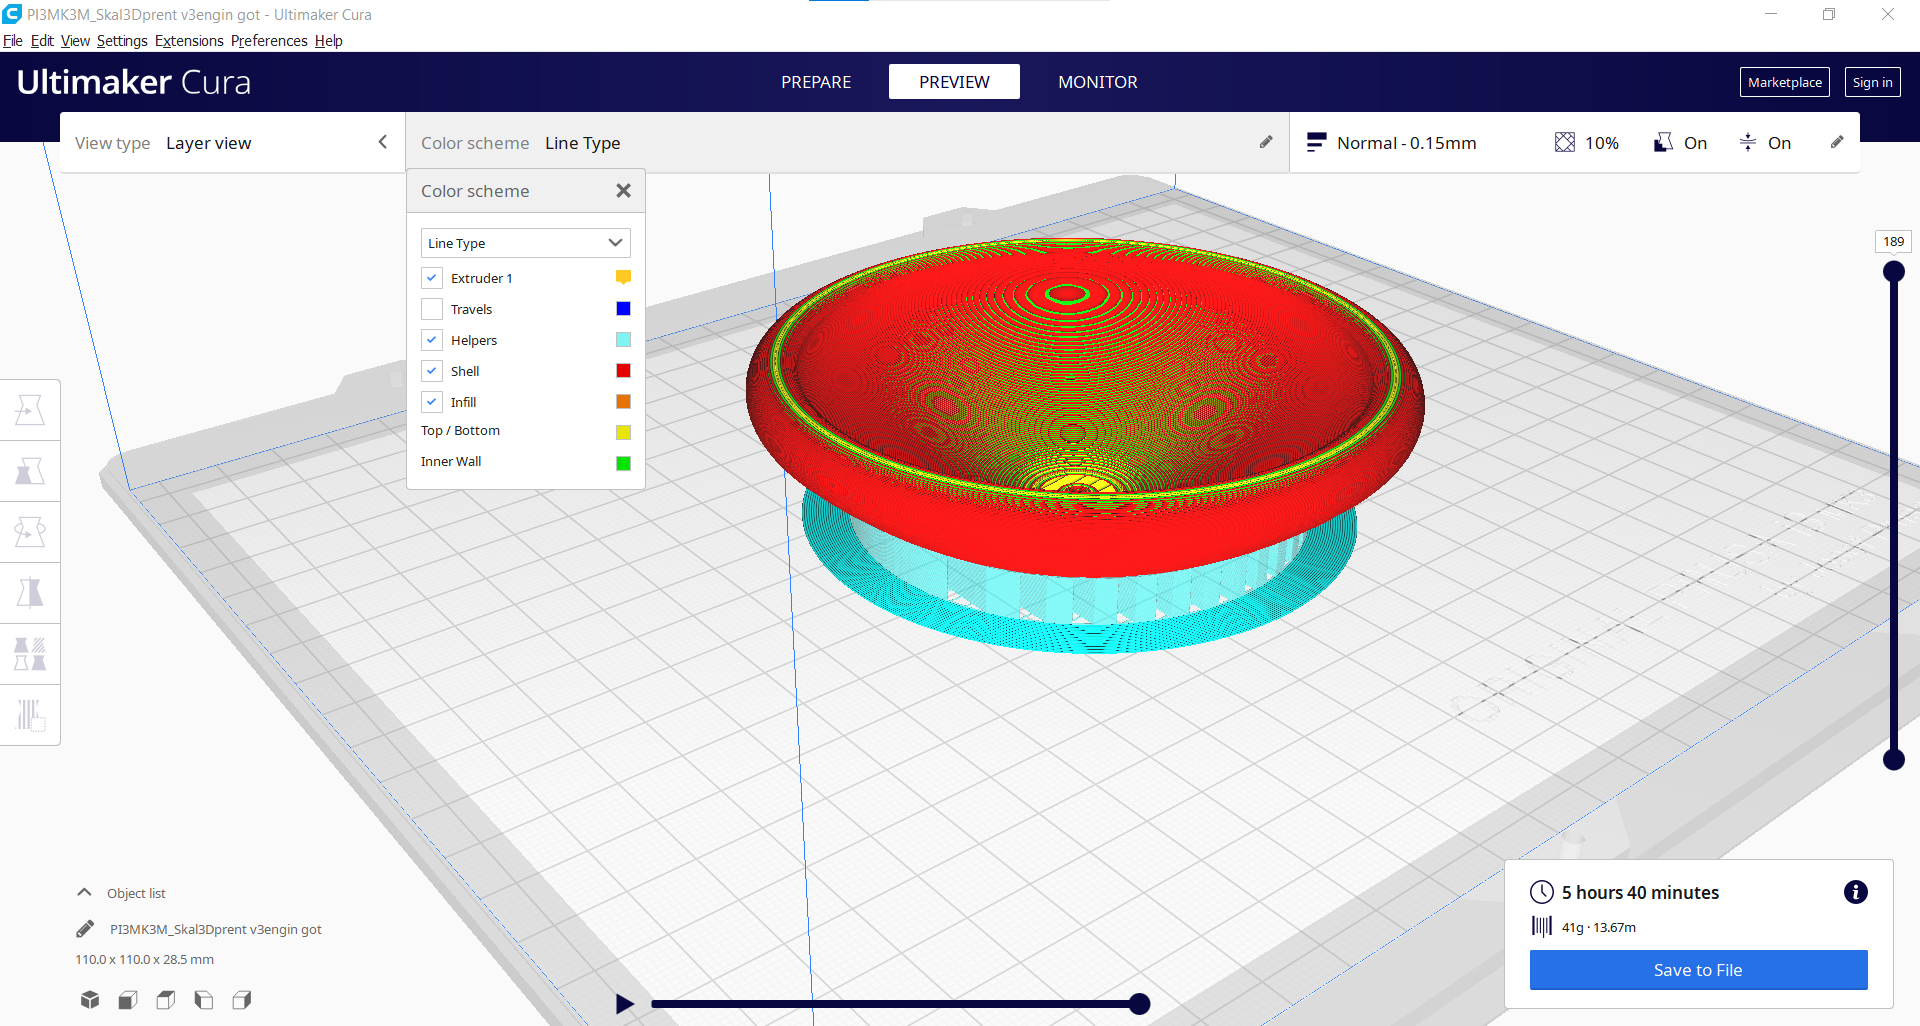 PI3MK3M_Skal3Dprent v3engin got - Ultimaker Cura
File Edit View Settings Extensions Preferences Help
Ultimaker Cura
PREPARE PREVIEW MONITOR
Marketplace Sign in
View type Layer view
Color scheme Line Type
Normal - 0.15mm 10% On On
Color scheme
Line Type
Extruder 1
Travels
Helpers
Shell
Infill
Top / Bottom
Inner Wall
189
Object list
PI3MK3M_Skal3Dprent v3engin got
110.0 x 110.0 x 28.5 mm
5 hours 40 minutes
41g · 13.67m
Save to File